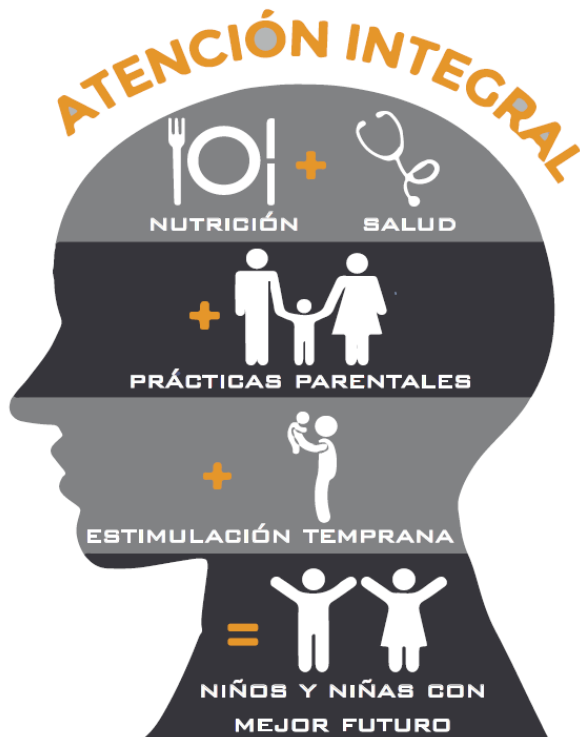 ATENCIÓN INTEGRAL
+
NUTRICIÓN SALUD
+
PRÁCTICAS PARENTALES
+
ESTIMULACIÓN TEMPRANA
=
NIÑOS Y NIÑAS CON
MEJOR FUTURO